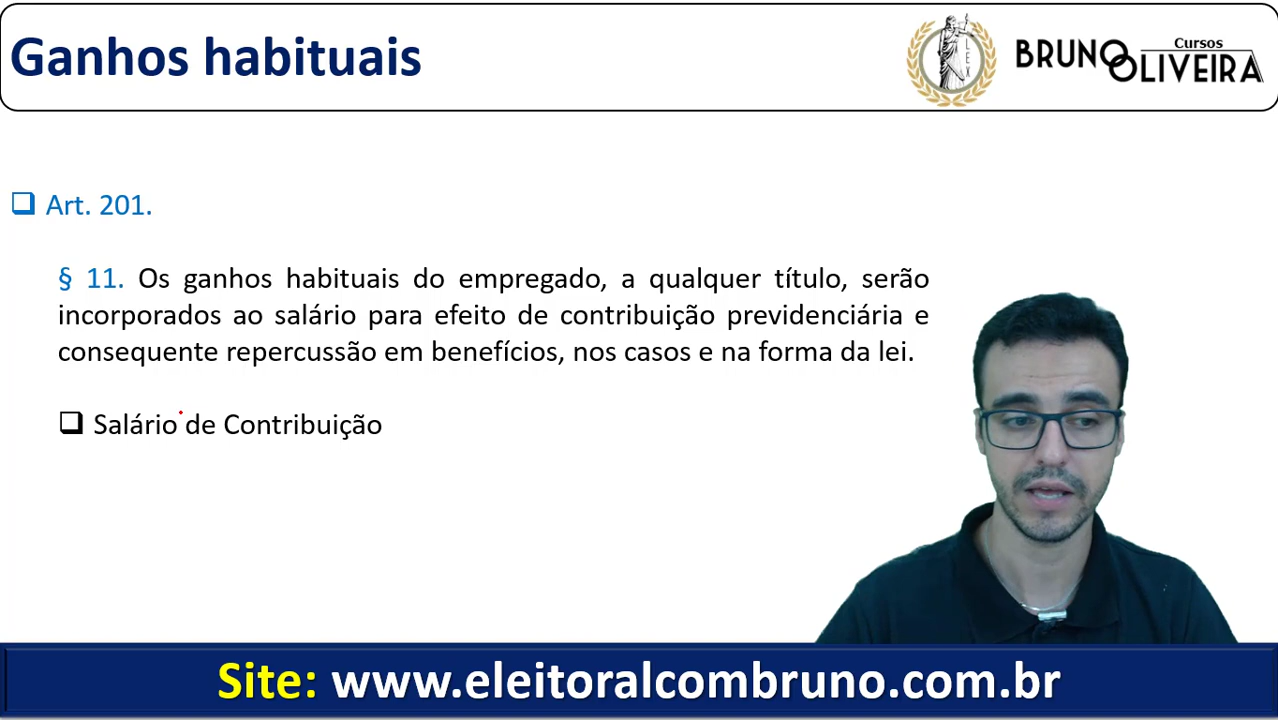 Ganhos habituais
LEX
Cursos
BRUNO OLIVEIRA
Art. 201.
§ 11. Os ganhos habituais do empregado, a qualquer título, serão
incorporados ao salário para efeito de contribuição previdenciária e
consequente repercussão em benefícios, nos casos e na forma da lei.
Salário de Contribuição
Site: www.eleitoralcombruno.com.br